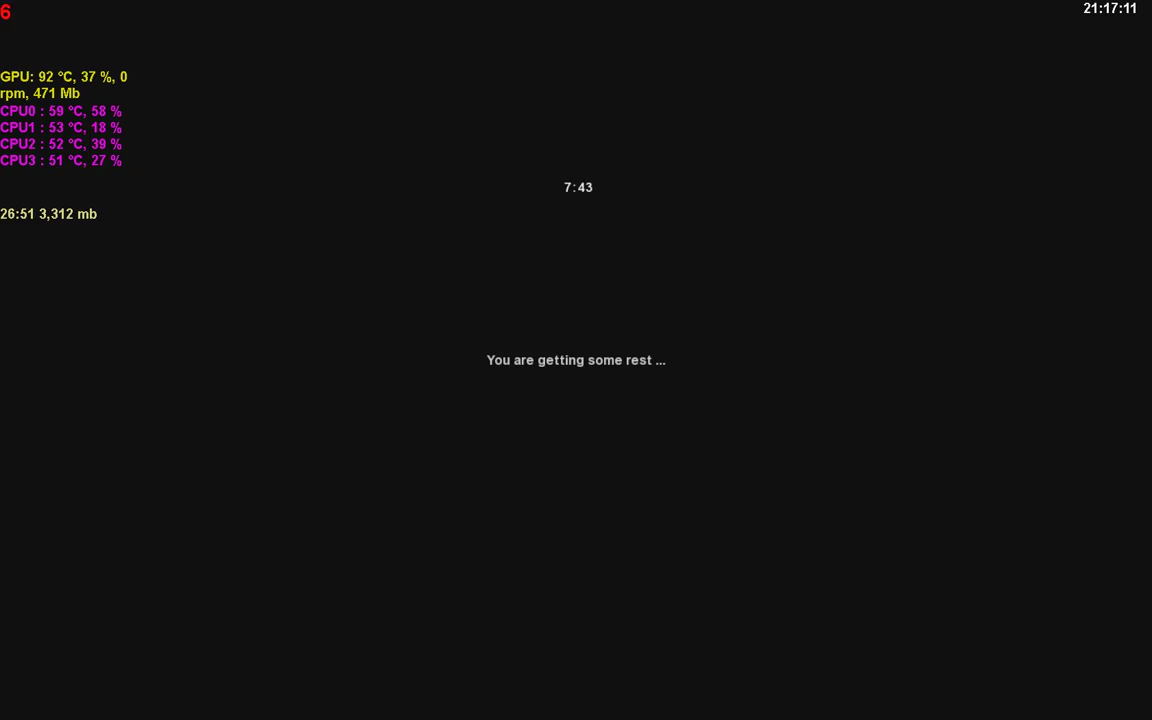 6
21:17:11
GPU: 92 °C, 37 %, 0
rpm, 471 Mb
CPU0 : 59 °C, 58 %
CPU1 : 53 °C, 18 %
CPU2 : 52 °C, 39 %
CPU3 : 51 °C, 27 %
7:43
26:51 3,312 mb
You are getting some rest ...